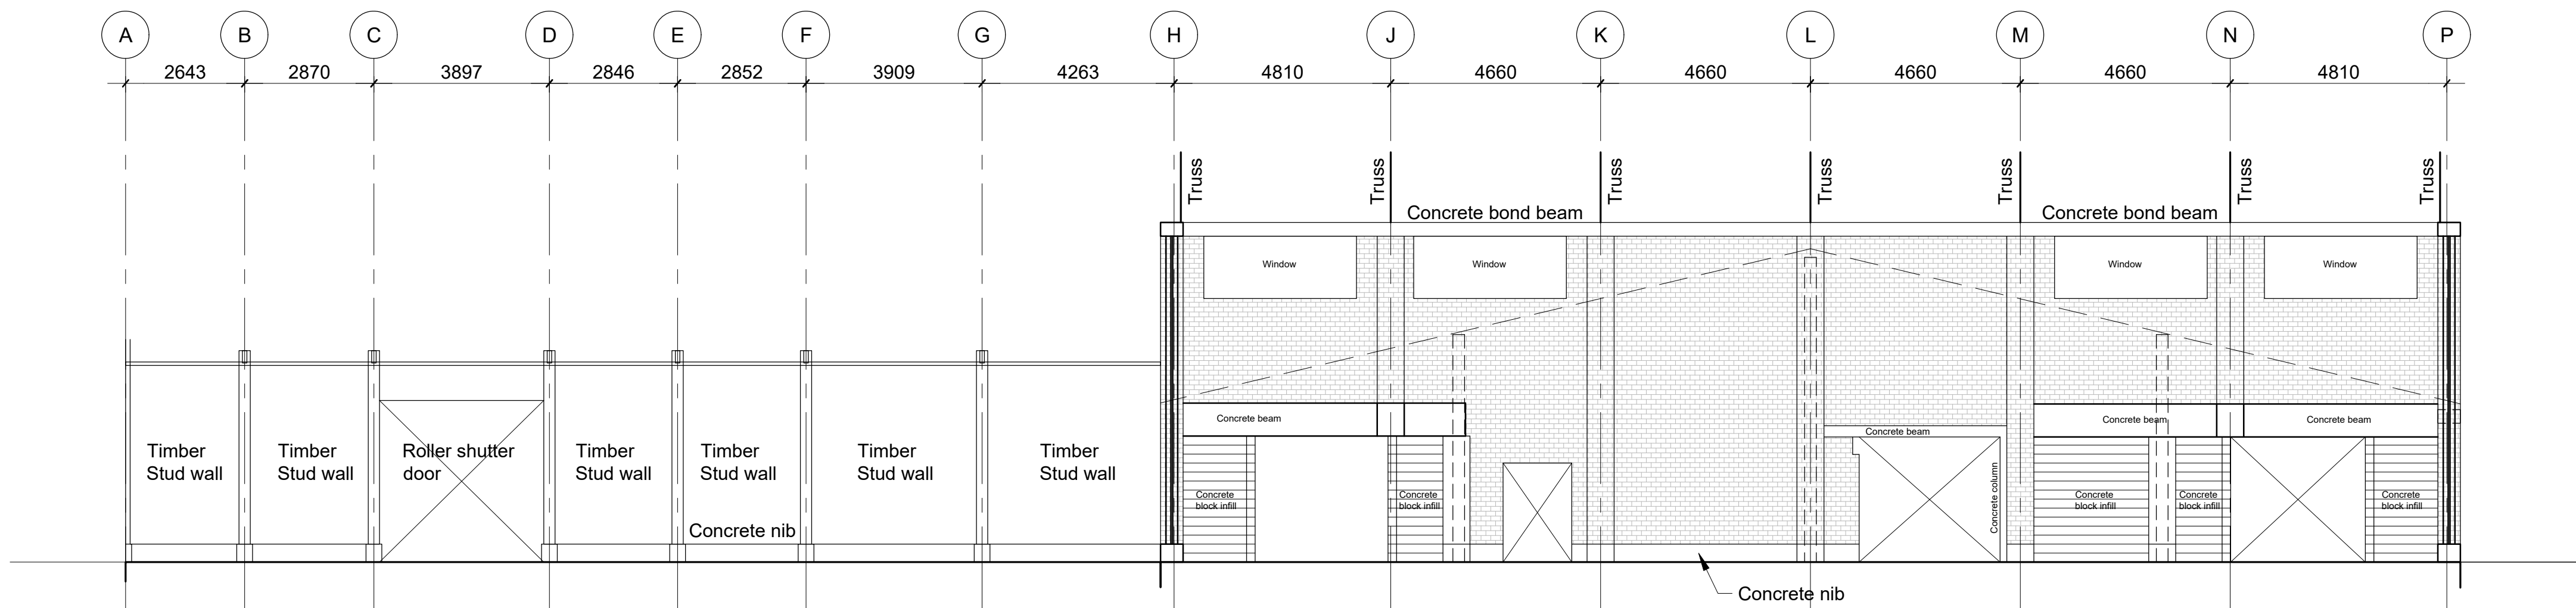 A
B
C
D
E
F
G
H
J
K
L
M
N
P
2643
2870
3897
2846
2852
3909
4263
4810
4660
4660
4660
4660
4810
Truss
Truss
Truss
Truss
Truss
Truss
Truss
Concrete bond beam
Concrete bond beam
Window
Window
Window
Window
Concrete beam
Concrete beam
Concrete beam
Concrete beam
Timber
Stud wall
Timber
Stud wall
Roller shutter
door
Timber
Stud wall
Timber
Stud wall
Timber
Stud wall
Timber
Stud wall
Concrete
block infill
Concrete
block infill
Concrete column
Concrete
block infill
Concrete
block infill
Concrete
block infill
Concrete nib
Concrete nib